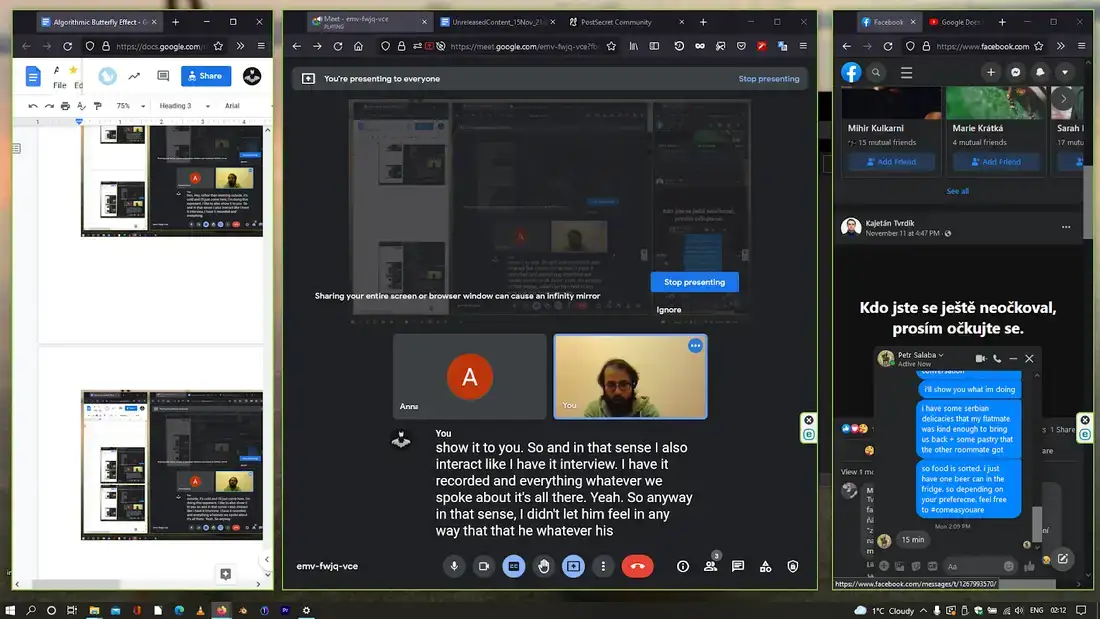 Algorithmic Butterfly Effect - G
https://docs.google.com
File
Ed
Share
75%
Heading 3
Arial
Meet - emv-fwjq-vce
PLAYING
UnreleasedContent_15Nov_21
PostSecret Community
https://meet.google.com/emv-fwjq-vce?
You're presenting to everyone
Stop presenting
Sharing your entire screen or browser window can cause an infinity mirror
Stop presenting
Ignore
A
Anna
You
You
show it to you. So and in that sense I also
interact like I have it interview. I have it
recorded and everything whatever we
spoke about it's all there. Yeah. So anyway
in that sense, I didn't let him feel in any
way that that he whatever his
emv-fwjq-vce
3
Facebook
Google Docs
https://www.facebook.com
Mihir Kulkarni
15 mutual friends
Add Friend
Marie Krátká
4 mutual friends
Add Friend
Sarah
17 mutu
See all
Kajetán Tvrdík
November 11 at 4:47 PM
Kdo jste se ještě neočkoval,
prosím očkujte se.
Petr Salaba
Active Now
conversation
i'll show you what im doing
i have some serbian
delicacies that my flatmate
was kind enough to bring
us back + some pastry that
the other roommate got
so food is sorted. i just
have one beer can in the
fridge. so depending on
your preferecne. feel free
to #comeasyouare
Mon 2:09 PM
15 min
Aa
1 Share
View 1 mo
https://www.facebook.com/messages/t/1267993570/
1°C Cloudy
ENG
02:12